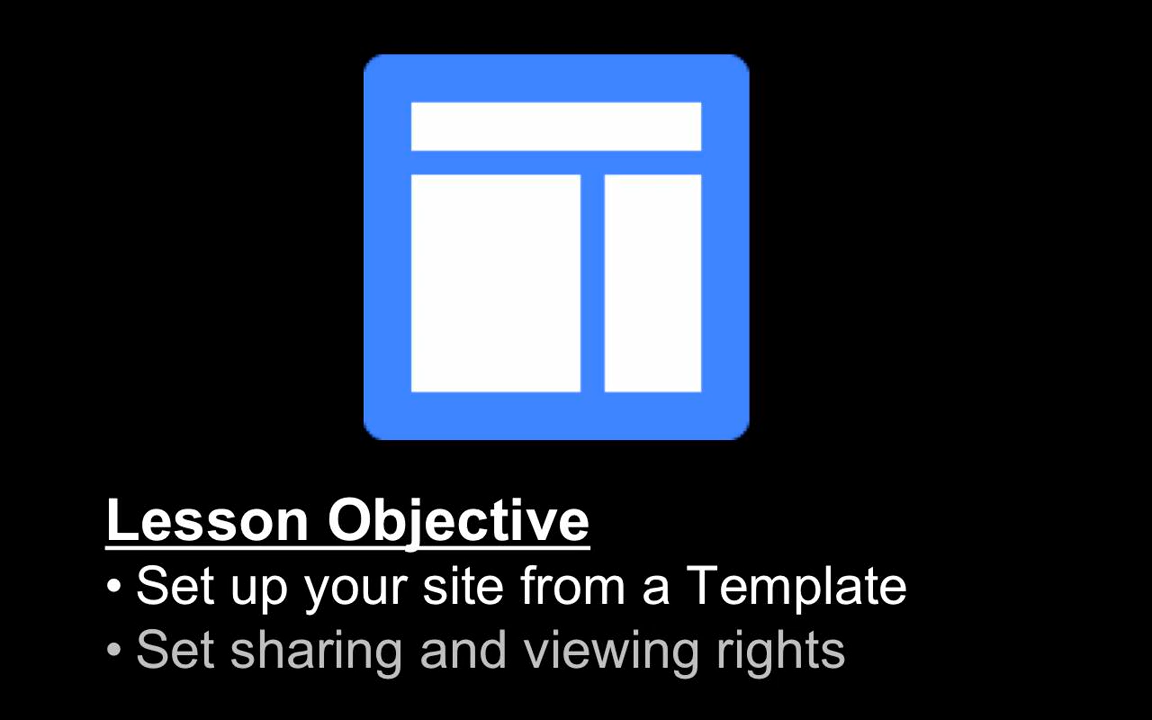 Lesson Objective
• Set up your site from a Template
• Set sharing and viewing rights